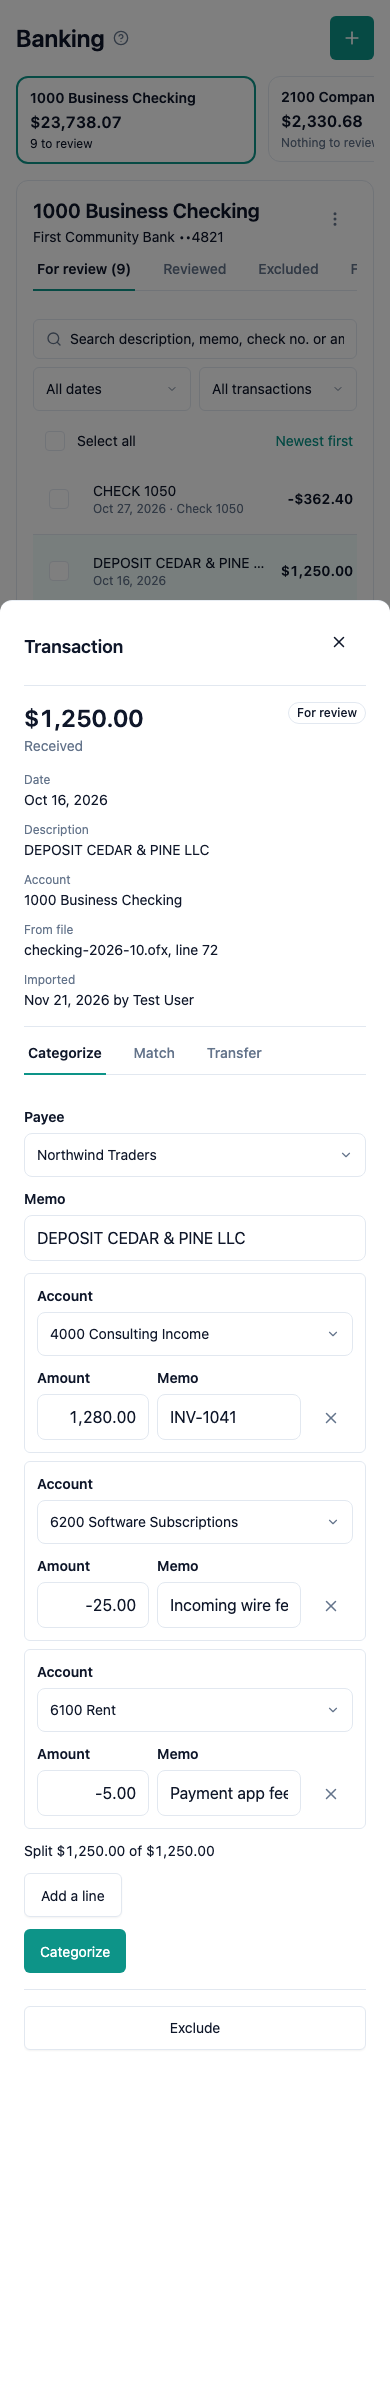 Banking
1000 Business Checking
$23,738.07
9 to review
2100 Compan
$2,330.68
Nothing to review
1000 Business Checking
First Community Bank ••4821
For review (9) Reviewed Excluded F
Search description, memo, check no. or am
All dates All transactions
Select all Newest first
CHECK 1050
Oct 27, 2026 · Check 1050
-$362.40
DEPOSIT CEDAR & PINE ...
Oct 16, 2026
$1,250.00
Transaction
$1,250.00 For review
Received
Date
Oct 16, 2026
Description
DEPOSIT CEDAR & PINE LLC
Account
1000 Business Checking
From file
checking-2026-10.ofx, line 72
Imported
Nov 21, 2026 by Test User
Categorize Match Transfer
Payee
Northwind Traders
Memo
DEPOSIT CEDAR & PINE LLC
Account
4000 Consulting Income
Amount Memo
1,280.00 INV-1041
Account
6200 Software Subscriptions
Amount Memo
-25.00 Incoming wire fe
Account
6100 Rent
Amount Memo
-5.00 Payment app fee
Split $1,250.00 of $1,250.00
Add a line
Categorize
Exclude